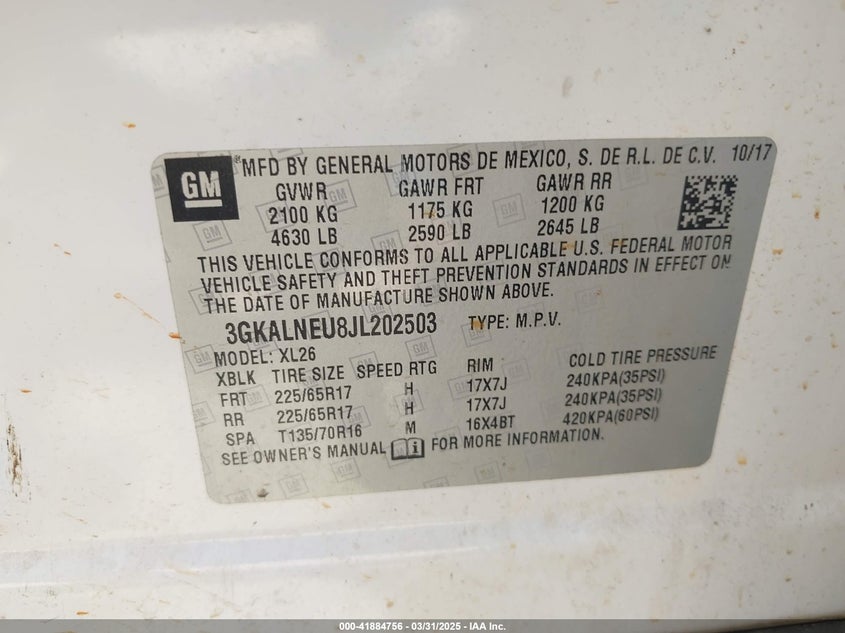 GM
® MFD BY GENERAL MOTORS DE MEXICO, S. DE R.L. DE C.V. 10/17
GVWR GAWR FRT GAWR RR
2100 KG 1175 KG 1200 KG
4630 LB 2590 LB 2645 LB
THIS VEHICLE CONFORMS TO ALL APPLICABLE U.S. FEDERAL MOTOR
VEHICLE SAFETY AND THEFT PREVENTION STANDARDS IN EFFECT ON
THE DATE OF MANUFACTURE SHOWN ABOVE.
3GKALNEU8JL202503 TYPE: M.P.V.
MODEL: XL26
XBLK TIRE SIZE SPEED RTG RIM COLD TIRE PRESSURE
FRT 225/65R17 H 17X7J 240KPA(35PSI)
RR 225/65R17 H 17X7J 240KPA(35PSI)
SPA T135/70R16 M 16X4BT 420KPA(60PSI)
SEE OWNER'S MANUAL i FOR MORE INFORMATION.
000-41884756 — 03/31/2025 — IAA Inc.